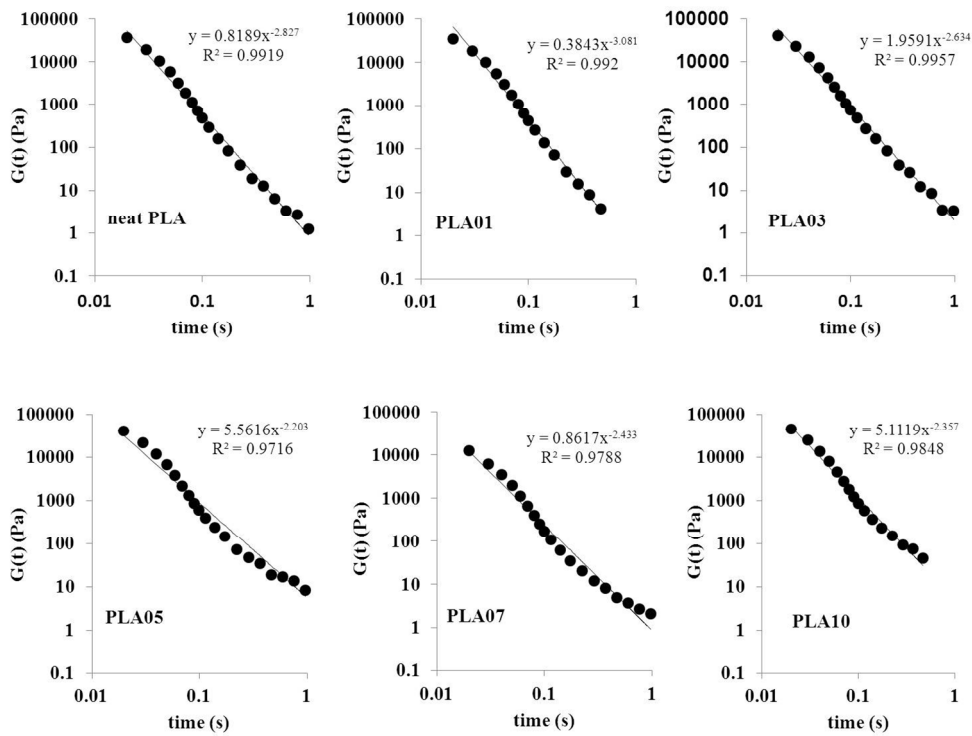 100000
10000
1000
100
10
1
0.1
G(t) (Pa)
y = 0.8189x^-2.827
R² = 0.9919
neat PLA
0.01 0.1 1
time (s)
100000
10000
1000
100
10
1
0.1
G(t) (Pa)
y = 0.3843x^-3.081
R² = 0.992
PLA01
0.01 0.1 1
time (s)
100000
10000
1000
100
10
1
0.1
G(t) (Pa)
y = 1.9591x^-2.634
R² = 0.9957
PLA03
0.01 0.1 1
time (s)
100000
10000
1000
100
10
1
0.1
G(t) (Pa)
y = 5.5616x^-2.203
R² = 0.9716
PLA05
0.01 0.1 1
time (s)
100000
10000
1000
100
10
1
0.1
G(t) (Pa)
y = 0.8617x^-2.433
R² = 0.9788
PLA07
0.01 0.1 1
time (s)
100000
10000
1000
100
10
1
0.1
G(t) (Pa)
y = 5.1119x^-2.357
R² = 0.9848
PLA10
0.01 0.1 1
time (s)